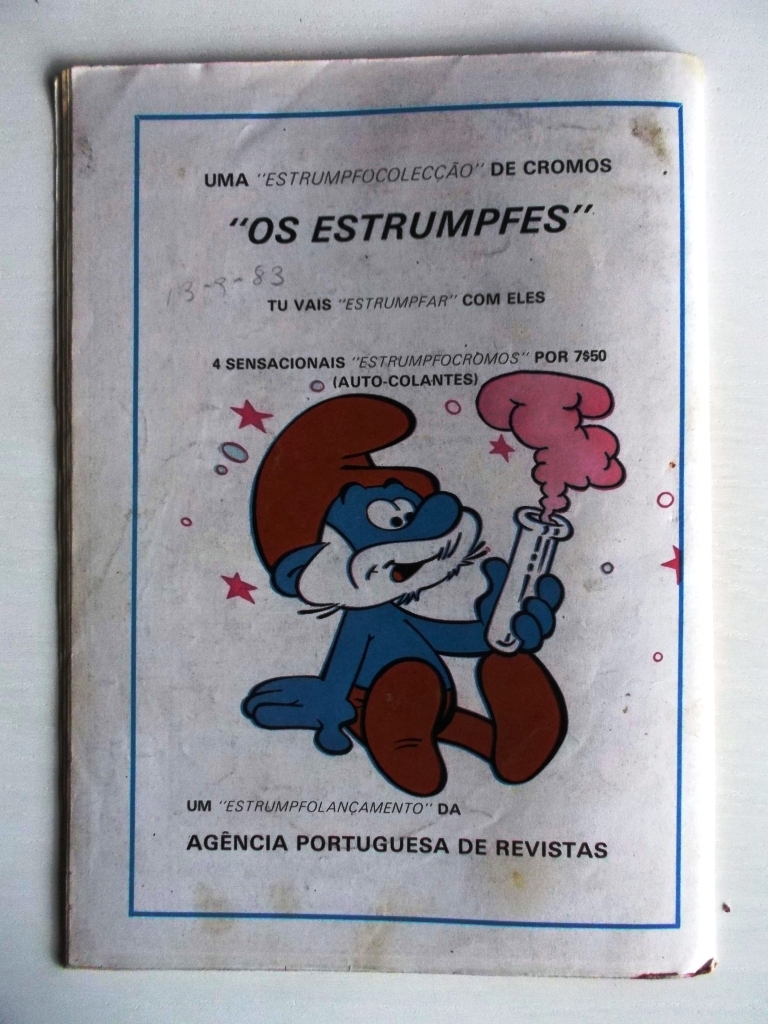 UMA "ESTRUMPFOCOLECÇÃO" DE CROMOS
"OS ESTRUMPFES"
13-9-83
TU VAIS "ESTRUMPFAR" COM ELES
4 SENSACIONAIS "ESTRUMPFOCROMOS" POR 7$50
(AUTO-COLANTES)
UM "ESTRUMPFOLANÇAMENTO" DA
AGÊNCIA PORTUGUESA DE REVISTAS